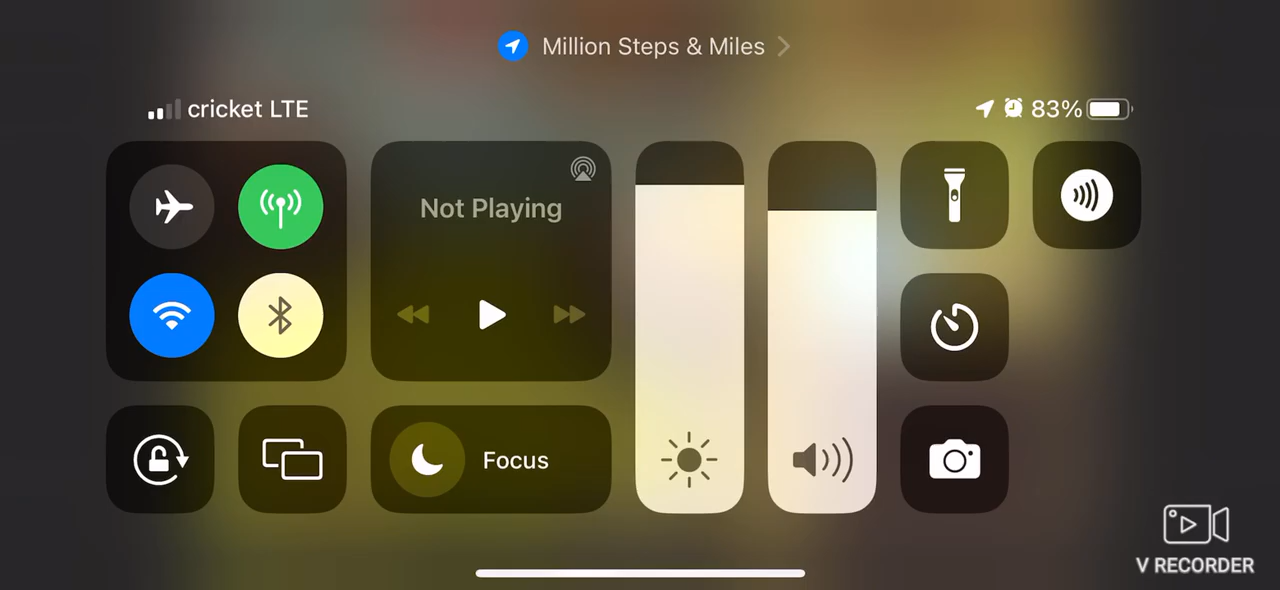 Million Steps & Miles
cricket LTE
83%
Not Playing
Focus
V RECORDER